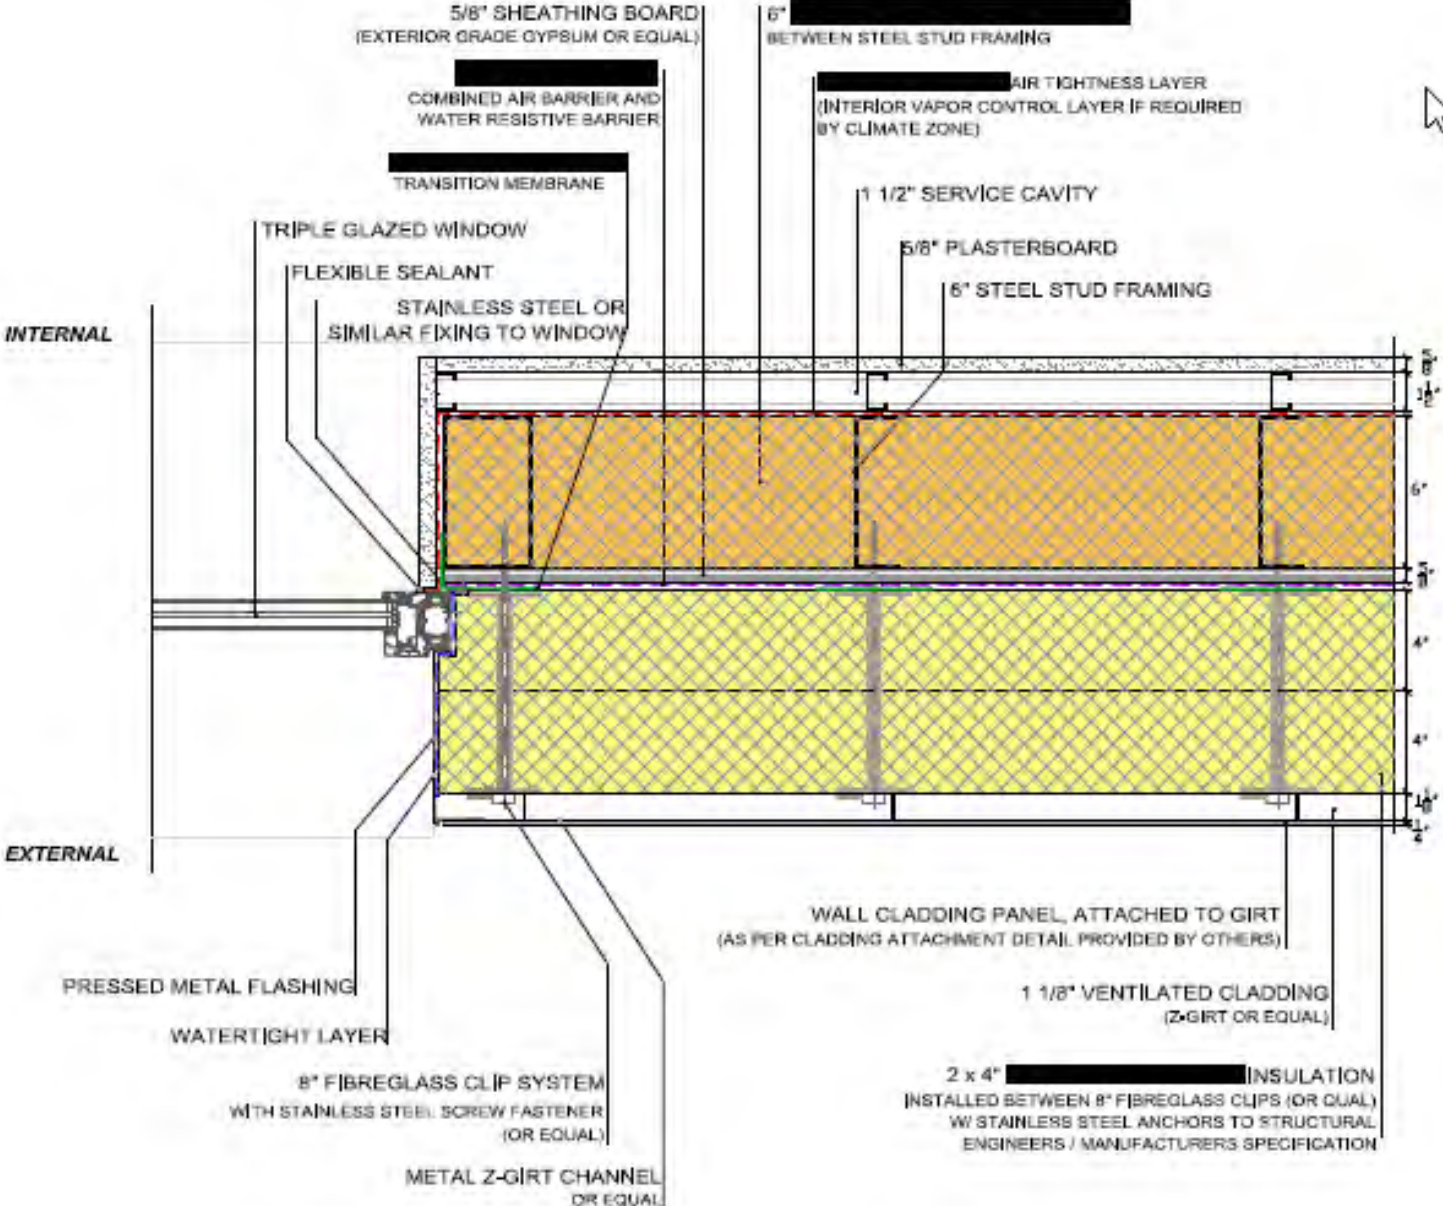 5/8" SHEATHING BOARD
(EXTERIOR GRADE GYPSUM OR EQUAL)
6"
BETWEEN STEEL STUD FRAMING
COMBINED AIR BARRIER AND
WATER RESISTIVE BARRIER
AIR TIGHTNESS LAYER
(INTERIOR VAPOR CONTROL LAYER IF REQUIRED
BY CLIMATE ZONE)
TRANSITION MEMBRANE
1 1/2" SERVICE CAVITY
TRIPLE GLAZED WINDOW
5/8" PLASTERBOARD
FLEXIBLE SEALANT
6" STEEL STUD FRAMING
STAINLESS STEEL OR
SIMILAR FIXING TO WINDOW
INTERNAL
6"
4"
4"
EXTERNAL
WALL CLADDING PANEL, ATTACHED TO GIRT
(AS PER CLADDING ATTACHMENT DETAIL PROVIDED BY OTHERS)
PRESSED METAL FLASHING
1 1/8" VENTILATED CLADDING
(Z-GIRT OR EQUAL)
WATERTIGHT LAYER
8" FIBREGLASS CLIP SYSTEM
WITH STAINLESS STEEL SCREW FASTENER
(OR EQUAL)
2 x 4" INSULATION
INSTALLED BETWEEN 8" FIBREGLASS CLIPS (OR QUAL)
W/ STAINLESS STEEL ANCHORS TO STRUCTURAL
ENGINEERS / MANUFACTURERS SPECIFICATION
METAL Z-GIRT CHANNEL
OR EQUAL